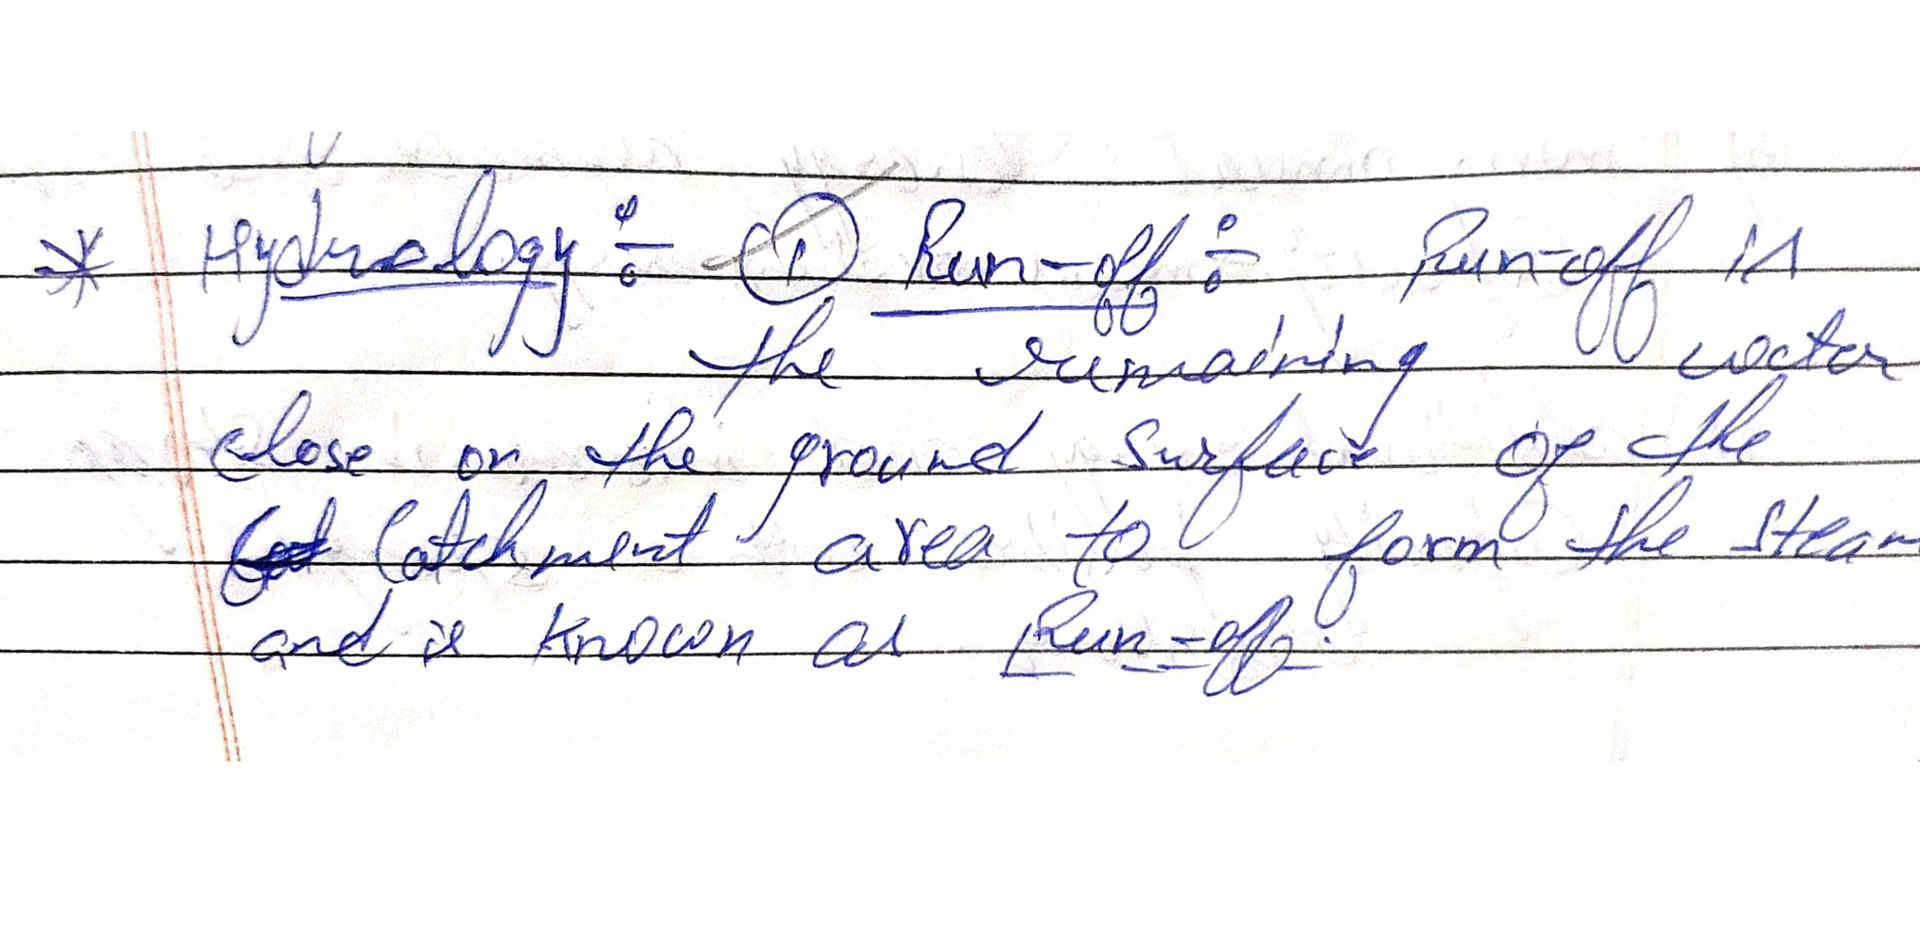 * Hydrology ÷ ① Run-off ÷ Run-off is
the remaining water
close on the ground surface of the
Catchment area to form the steam
and is known as Run-off.